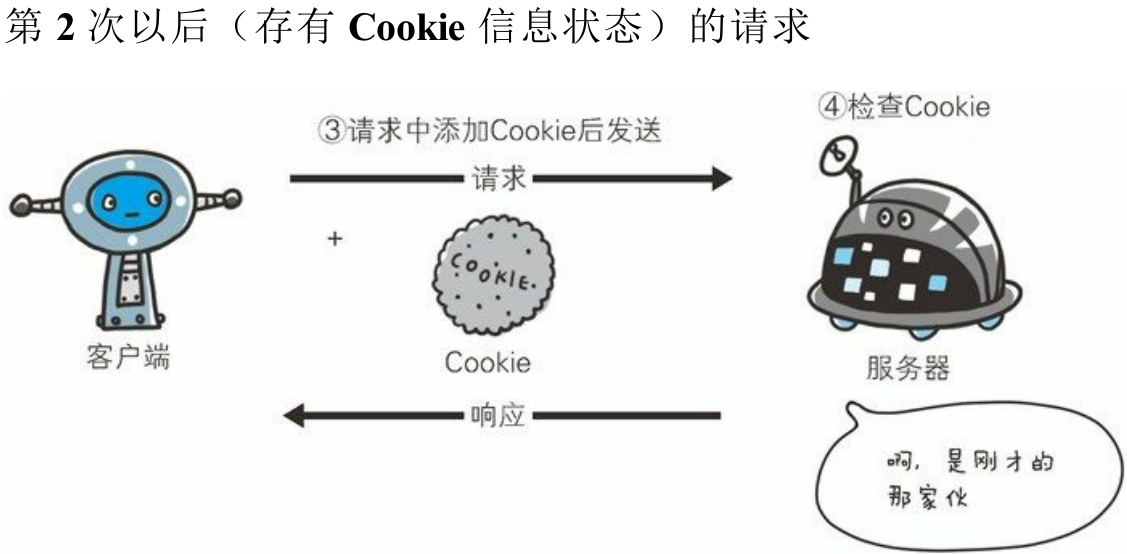 第 2 次以后（存有 Cookie 信息状态）的请求
④检查Cookie
③请求中添加Cookie后发送
请求
+
COOKIE
客户端
Cookie
服务器
响应
啊，是刚才的
那家伙